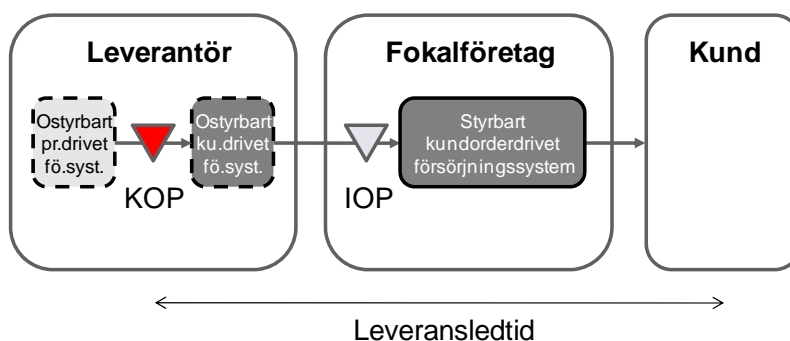 Leverantör
Fokalföretag
Kund
Ostyrbart
pr.drivet
fö.syst.
Ostyrbart
ku.drivet
fö.syst.
Styrbart
kundorderdrivet
försörjningssystem
KOP
IOP
Leveransledtid